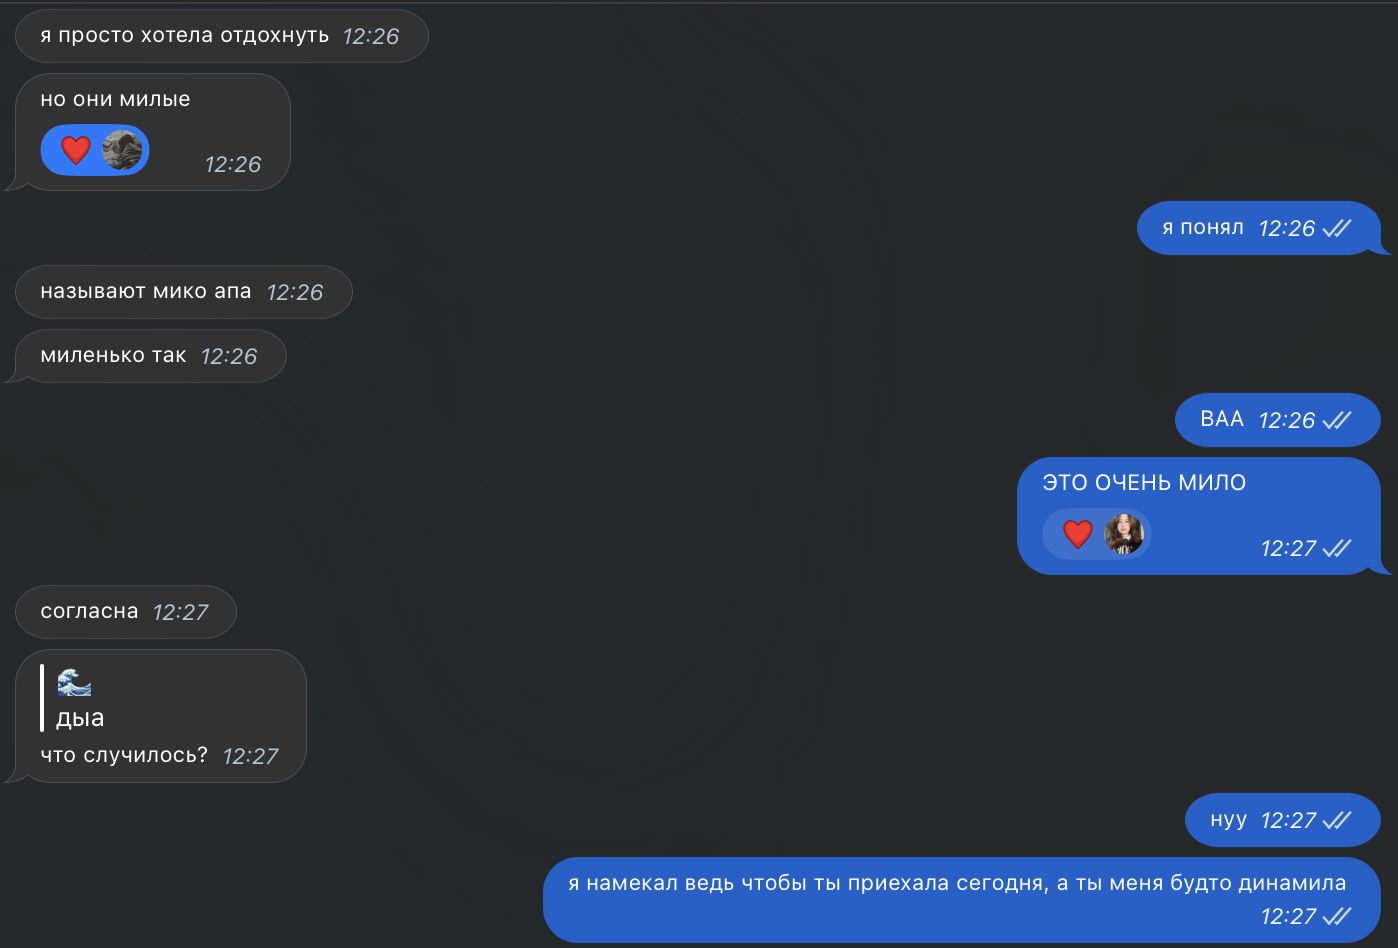 я просто хотела отдохнуть 12:26
но они милые
12:26
я понял 12:26
называют мико апа 12:26
миленько так 12:26
ВАА 12:26
ЭТО ОЧЕНЬ МИЛО
12:27
согласна 12:27
дыа
что случилось? 12:27
нуу 12:27
я намекал ведь чтобы ты приехала сегодня, а ты меня будто динамила
12:27